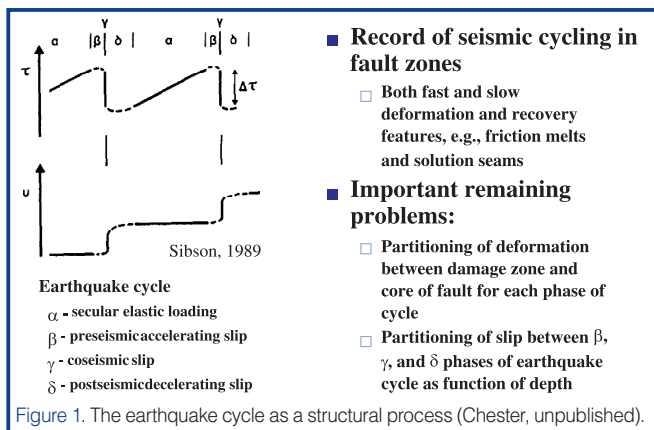 γ
α |β| δ | α |β| δ |
τ
Δτ
u
Sibson, 1989
Earthquake cycle
α - secular elastic loading
β - preseismicaccelerating slip
γ - coseismic slip
δ - postseismicdecelerating slip
Record of seismic cycling in
fault zones
Both fast and slow
deformation and recovery
features, e.g., friction melts
and solution seams
Important remaining
problems:
Partitioning of deformation
between damage zone and
core of fault for each phase of
cycle
Partitioning of slip between β,
γ, and δ phases of earthquake
cycle as function of depth
Figure 1. The earthquake cycle as a structural process (Chester, unpublished).